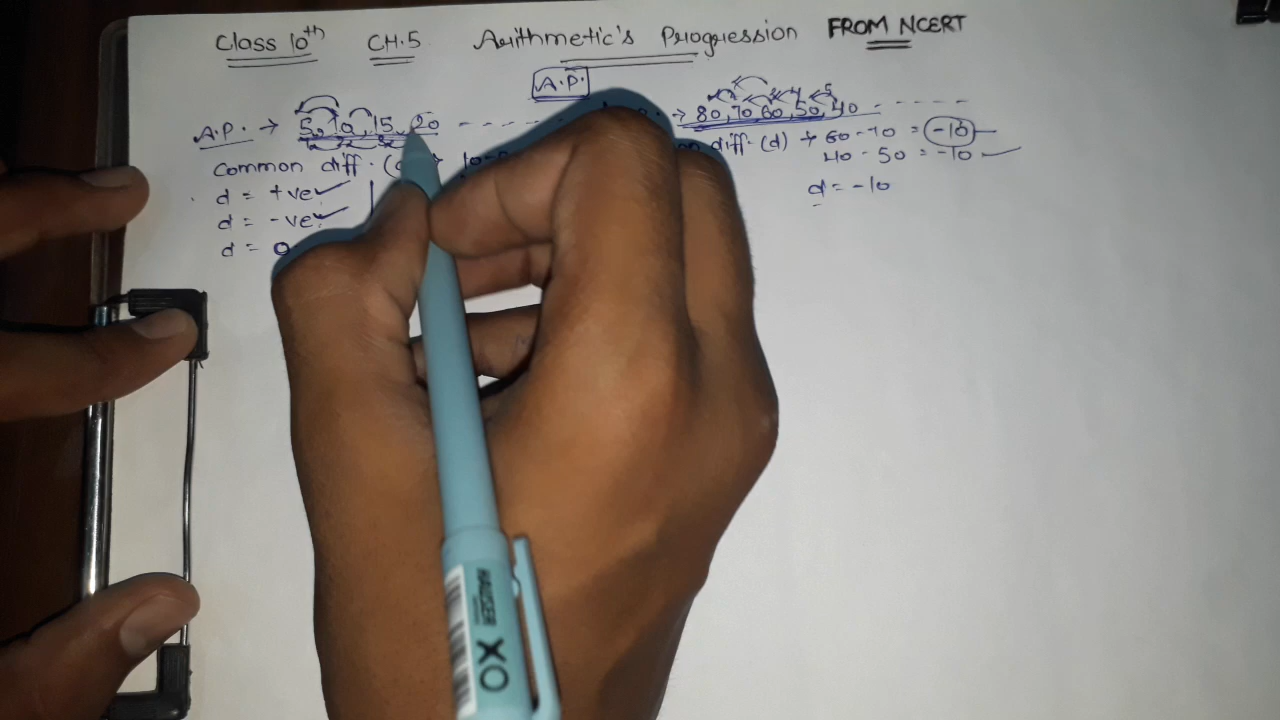 Class 10th CH.5 Arithmetic's Progression FROM NCERT
A.P.
A.P. → 5, 10, 15, 20 - - - -
→ 80, 70, 60, 50, 40 - - - - -
Common diff.
diff. (d) → 60-70 = -10
40 - 50 = -10
d = +ve
d = -ve
d = 0
d = -10
HAUSER
XO